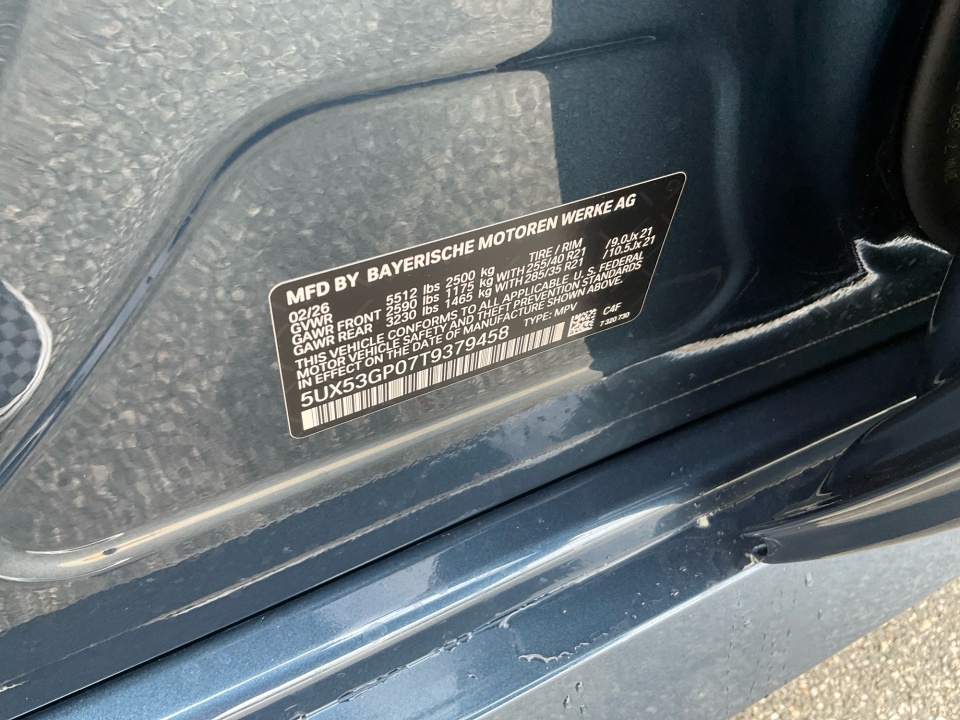 MFD BY BAYERISCHE MOTOREN WERKE AG
02/26
GVWR 5512 lbs 2500 kg TIRE / RIM
GAWR FRONT 2590 lbs 1175 kg WITH 255/40 R21 /9.0Jx21
GAWR REAR 3230 lbs 1465 kg WITH 285/35 R21 /10.5Jx21
THIS VEHICLE CONFORMS TO ALL APPLICABLE U.S. FEDERAL
MOTOR VEHICLE SAFETY AND THEFT PREVENTION STANDARDS
IN EFFECT ON THE DATE OF MANUFACTURE SHOWN ABOVE.
5UX53GP07T9379458 TYPE: MPV C4F
7 320 730